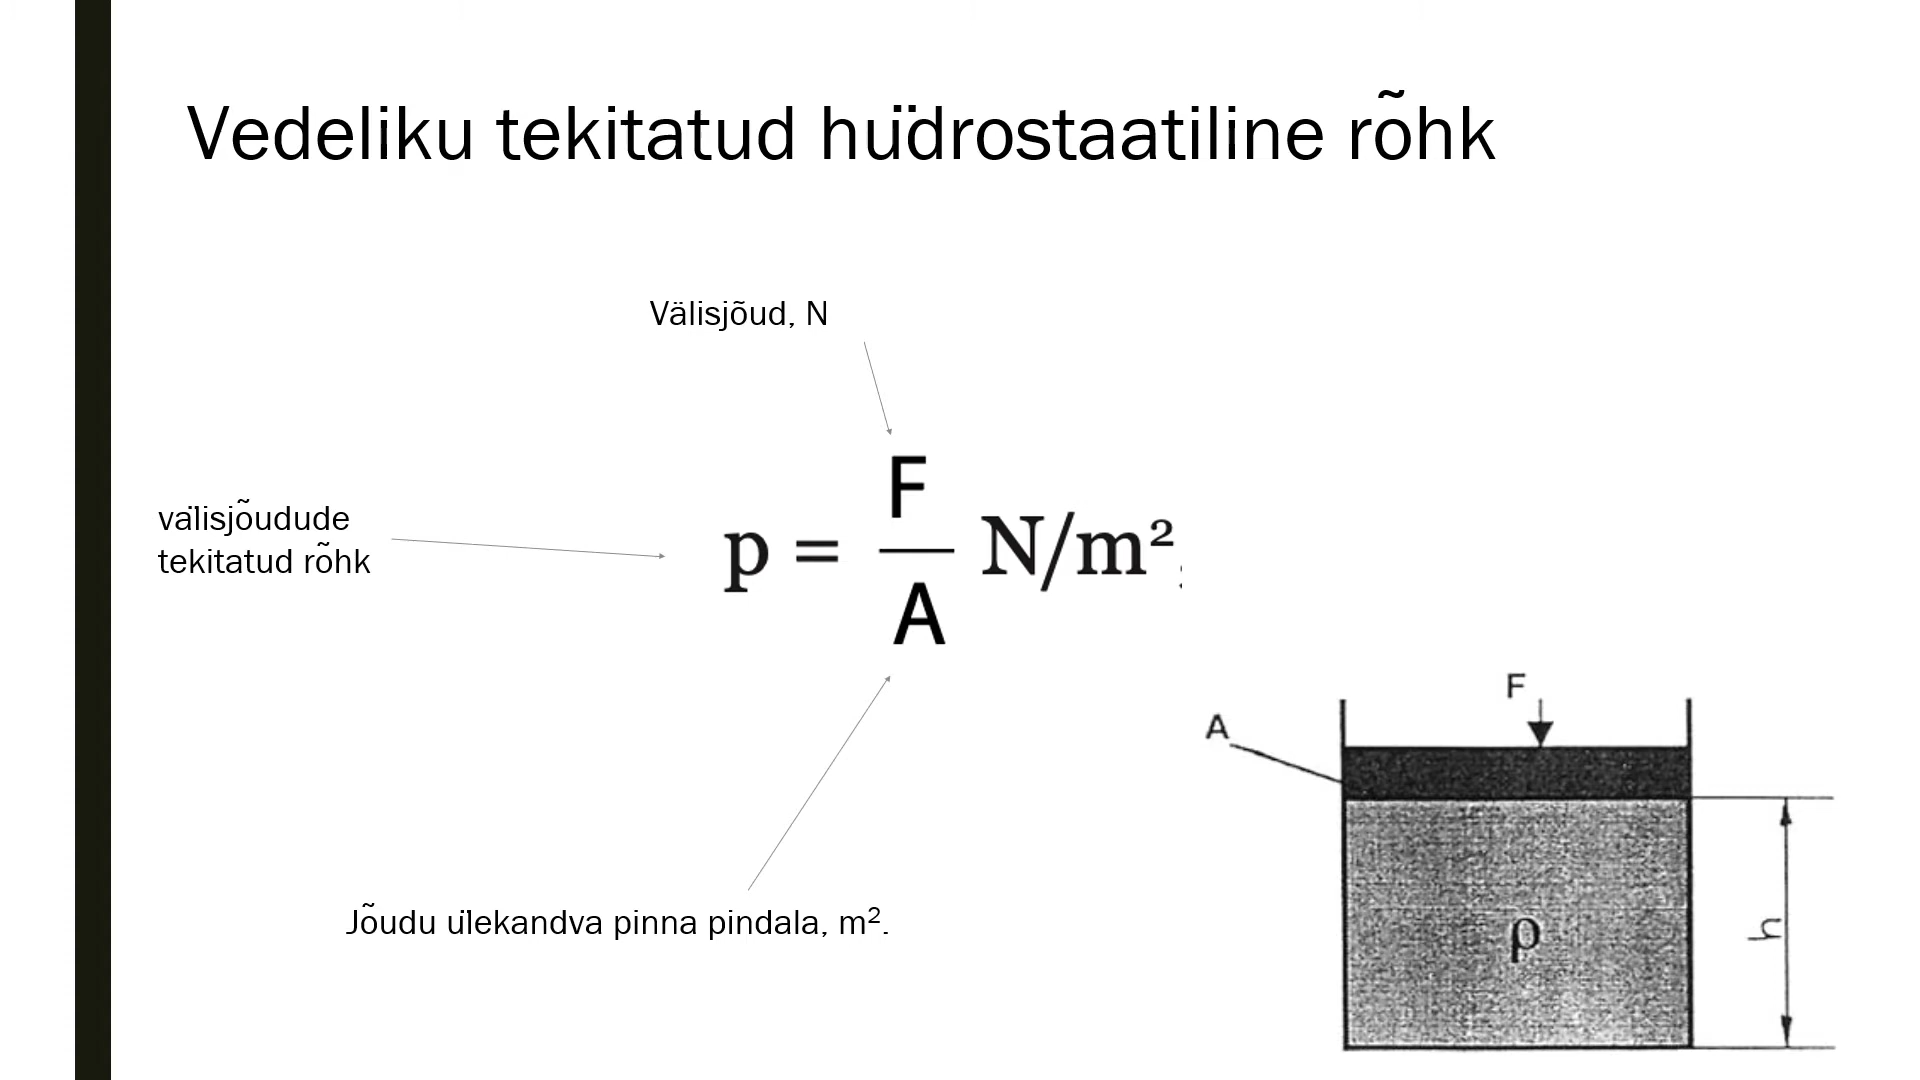 Vedeliku tekitatud hüdrostaatiline rõhk
Välisjõud, N
välisjõudude
tekitatud rõhk
p = F/A N/m²
Jõudu ülekandva pinna pindala, m².
F
A
ρ
h